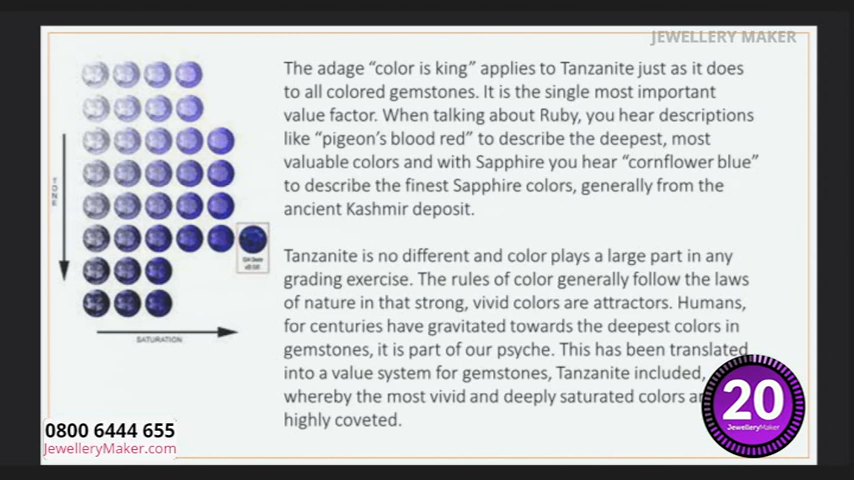 JEWELLERY MAKER
The adage “color is king” applies to Tanzanite just as it does
to all colored gemstones. It is the single most important
value factor. When talking about Ruby, you hear descriptions
like “pigeon’s blood red” to describe the deepest, most
valuable colors and with Sapphire you hear “cornflower blue”
to describe the finest Sapphire colors, generally from the
ancient Kashmir deposit.
Tanzanite is no different and color plays a large part in any
grading exercise. The rules of color generally follow the laws
of nature in that strong, vivid colors are attractors. Humans,
for centuries have gravitated towards the deepest colors in
gemstones, it is part of our psyche. This has been translated
into a value system for gemstones, Tanzanite included,
whereby the most vivid and deeply saturated colors
highly coveted.
TONE
SATURATION
0800 6444 655
JewelleryMaker.com
20
JewelleryMaker